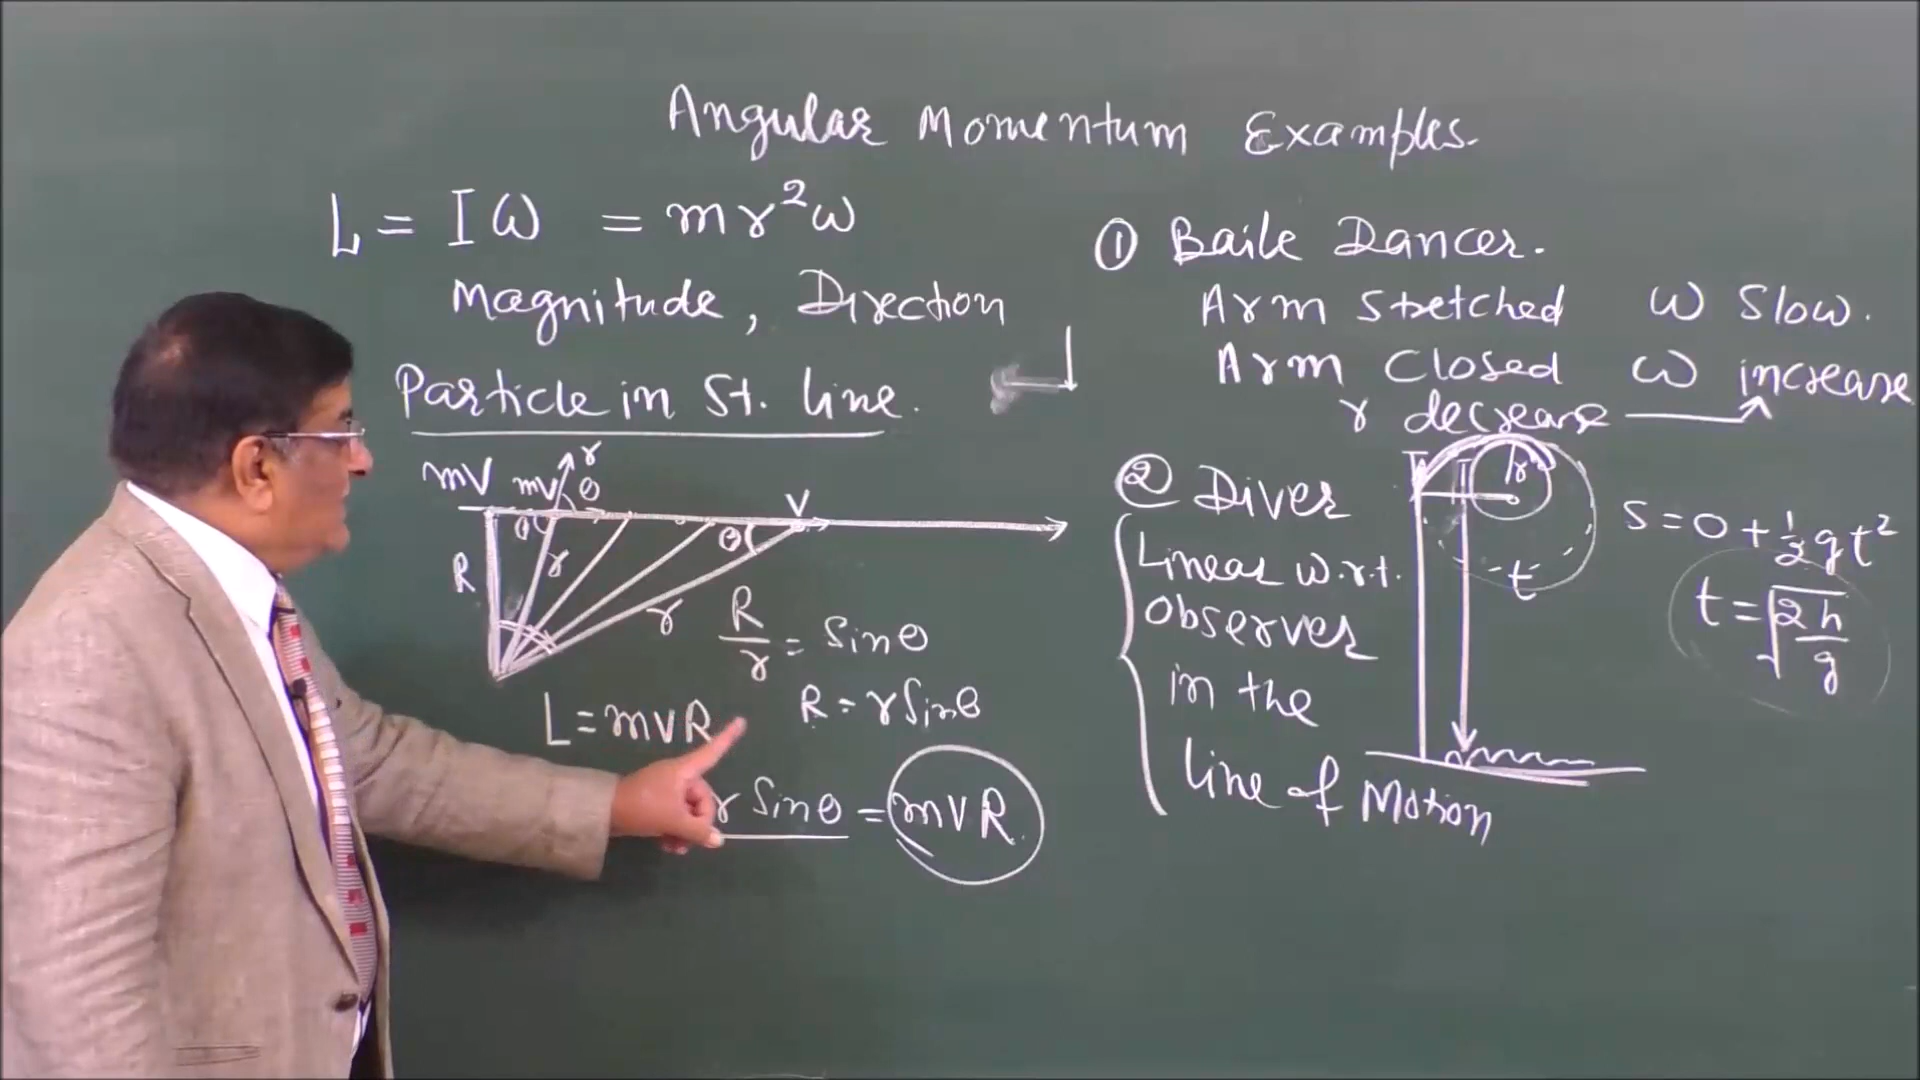 Angular Momentum Examples.
L = Iω = mr²ω
Magnitude, Direction
Particle in St. line.
mV mV r θ V
θ θ
R r r
R/r = Sinθ
R = rSinθ
L = mVR
r Sinθ = mVR
① Baile Dancer.
Arm Stretched ω Slow.
Arm Closed ω increase
r decrease
② Diver
Linear w.r.t.
Observer
in the
line of Motion
r
t
S = 0 + ½gt²
t = √2h/g